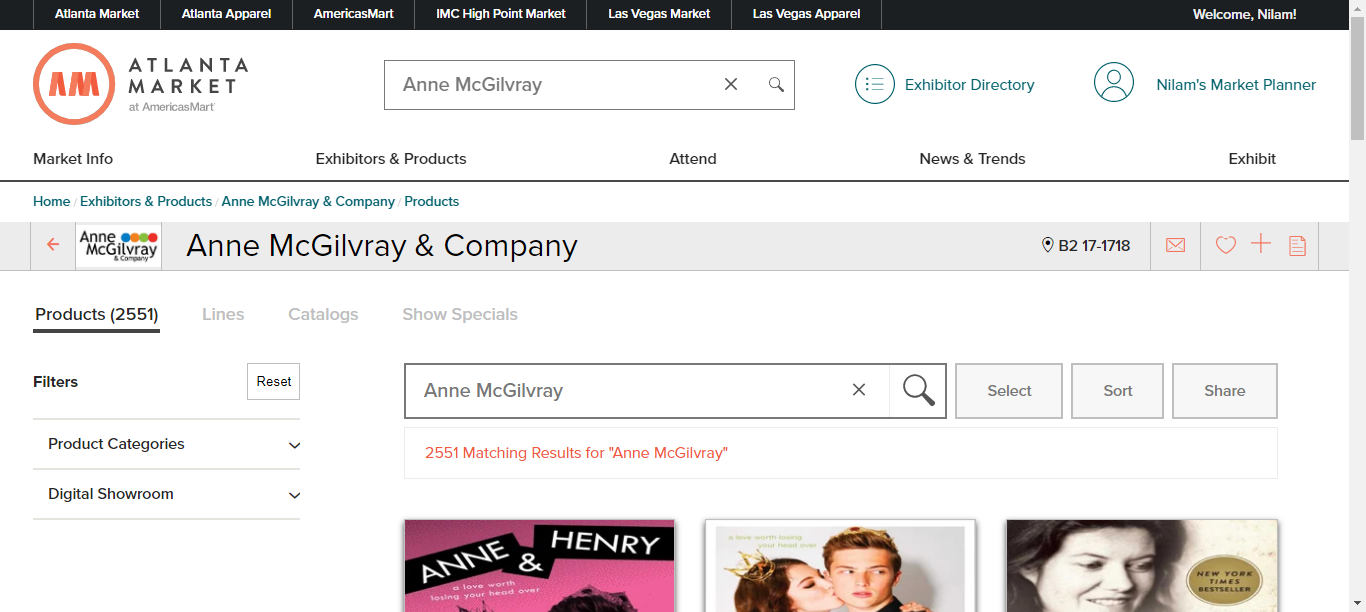 Atlanta Market
Atlanta Apparel
AmericasMart
IMC High Point Market
Las Vegas Market
Las Vegas Apparel
Welcome, Nilam!
AM
ATLANTA
MARKET
at AmericasMart
Anne McGilvray
Exhibitor Directory
Nilam's Market Planner
Market Info
Exhibitors & Products
Attend
News & Trends
Exhibit
Home / Exhibitors & Products / Anne McGilvray & Company / Products
Anne
McGilvray
& Company
Anne McGilvray & Company
B2 17-1718
Products (2551)
Lines
Catalogs
Show Specials
Filters
Reset
Product Categories
Digital Showroom
Anne McGilvray
Select
Sort
Share
2551 Matching Results for "Anne McGilvray"
ANNE & HENRY
a love worth
losing your head over
a love worth losing
your head over
NEW YORK
TIMES
BESTSELLER